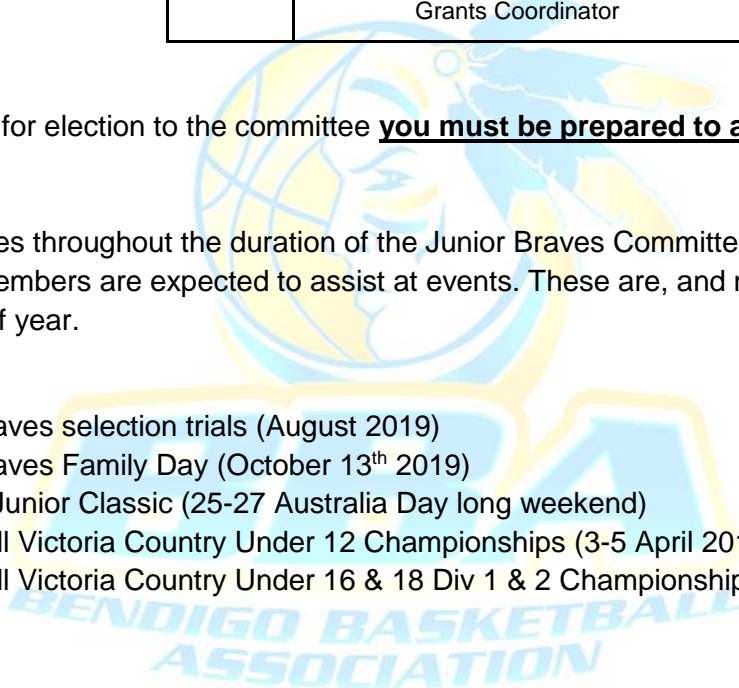 Grants Coordinator
for election to the committee you must be prepared to a
es throughout the duration of the Junior Braves Committe
embers are expected to assist at events. These are, and
f year.
aves selection trials (August 2019)
aves Family Day (October 13th 2019)
Junior Classic (25-27 Australia Day long weekend)
ll Victoria Country Under 12 Championships (3-5 April 201
ll Victoria Country Under 16 & 18 Div 1 & 2 Championship
BBA
BENDIGO BASKETBALL
ASSOCIATION